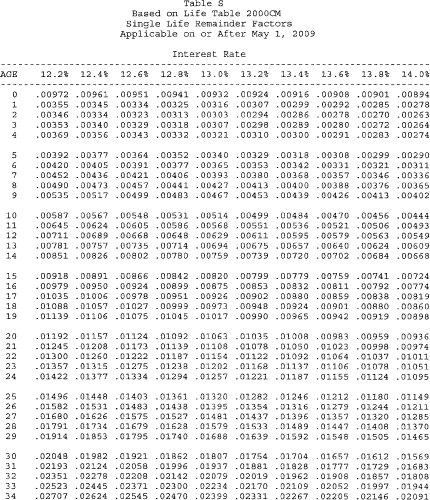 Table S
Based on Life Table 2000CM
Single Life Remainder Factors
Applicable on or After May 1, 2009
Interest Rate
AGE 12.2% 12.4% 12.6% 12.8% 13.0% 13.2% 13.4% 13.6% 13.8% 14.0%
0 .00972 .00961 .00951 .00941 .00932 .00924 .00916 .00908 .00901 .00894
1 .00355 .00345 .00334 .00325 .00316 .00307 .00299 .00292 .00285 .00278
2 .00346 .00334 .00323 .00313 .00303 .00294 .00286 .00278 .00270 .00263
3 .00353 .00340 .00329 .00318 .00307 .00298 .00289 .00280 .00272 .00264
4 .00369 .00356 .00343 .00332 .00321 .00310 .00300 .00291 .00283 .00274
5 .00392 .00377 .00364 .00352 .00340 .00329 .00318 .00308 .00299 .00290
6 .00420 .00405 .00391 .00377 .00365 .00353 .00342 .00331 .00321 .00311
7 .00452 .00436 .00421 .00406 .00393 .00380 .00368 .00357 .00346 .00336
8 .00490 .00473 .00457 .00441 .00427 .00413 .00400 .00388 .00376 .00365
9 .00535 .00517 .00499 .00483 .00467 .00453 .00439 .00426 .00413 .00402
10 .00587 .00567 .00548 .00531 .00514 .00499 .00484 .00470 .00456 .00444
11 .00645 .00624 .00605 .00586 .00568 .00551 .00536 .00521 .00506 .00493
12 .00711 .00689 .00668 .00648 .00629 .00611 .00595 .00579 .00563 .00549
13 .00781 .00757 .00735 .00714 .00694 .00675 .00657 .00640 .00624 .00609
14 .00851 .00826 .00802 .00780 .00759 .00739 .00720 .00702 .00684 .00668
15 .00918 .00891 .00866 .00842 .00820 .00799 .00779 .00759 .00741 .00724
16 .00979 .00950 .00924 .00899 .00875 .00853 .00832 .00811 .00792 .00774
17 .01035 .01006 .00978 .00951 .00926 .00902 .00880 .00859 .00838 .00819
18 .01088 .01057 .01027 .00999 .00973 .00948 .00924 .00901 .00880 .00860
19 .01139 .01106 .01075 .01045 .01017 .00990 .00965 .00942 .00919 .00898
20 .01192 .01157 .01124 .01092 .01063 .01035 .01008 .00983 .00959 .00936
21 .01245 .01208 .01173 .01139 .01108 .01078 .01050 .01023 .00998 .00974
22 .01300 .01260 .01222 .01187 .01154 .01122 .01092 .01064 .01037 .01011
23 .01357 .01315 .01275 .01238 .01202 .01168 .01137 .01106 .01078 .01051
24 .01422 .01377 .01334 .01294 .01257 .01221 .01187 .01155 .01124 .01095
25 .01496 .01448 .01403 .01361 .01320 .01282 .01246 .01212 .01180 .01149
26 .01582 .01531 .01483 .01438 .01395 .01354 .01316 .01279 .01244 .01211
27 .01680 .01626 .01575 .01527 .01481 .01437 .01396 .01357 .01320 .01285
28 .01791 .01734 .01679 .01628 .01579 .01533 .01489 .01447 .01408 .01370
29 .01914 .01853 .01795 .01740 .01688 .01639 .01592 .01548 .01505 .01465
30 .02048 .01982 .01921 .01862 .01807 .01754 .01704 .01657 .01612 .01569
31 .02193 .02124 .02058 .01996 .01937 .01881 .01828 .01777 .01729 .01683
32 .02351 .02278 .02208 .02142 .02079 .02019 .01962 .01908 .01857 .01808
33 .02523 .02445 .02371 .02300 .02234 .02170 .02109 .02052 .01997 .01944
34 .02707 .02624 .02545 .02470 .02399 .02331 .02267 .02205 .02146 .02091